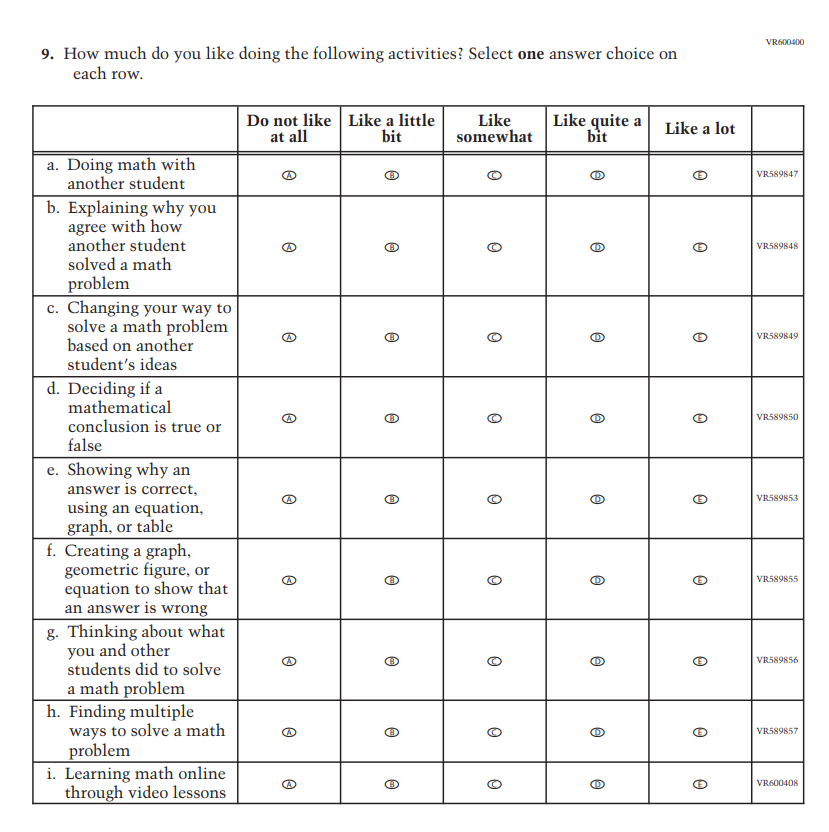 VR600400
9. How much do you like doing the following activities? Select one answer choice on
each row.
Do not like
at all
Like a little
bit
Like
somewhat
Like quite a
bit
Like a lot
a. Doing math with
another student
A B C D E VR589847
b. Explaining why you
agree with how
another student
solved a math
problem
A B C D E VR589848
c. Changing your way to
solve a math problem
based on another
student's ideas
A B C D E VR589849
d. Deciding if a
mathematical
conclusion is true or
false
A B C D E VR589850
e. Showing why an
answer is correct,
using an equation,
graph, or table
A B C D E VR589853
f. Creating a graph,
geometric figure, or
equation to show that
an answer is wrong
A B C D E VR589855
g. Thinking about what
you and other
students did to solve
a math problem
A B C D E VR589856
h. Finding multiple
ways to solve a math
problem
A B C D E VR589857
i. Learning math online
through video lessons
A B C D E VR600408